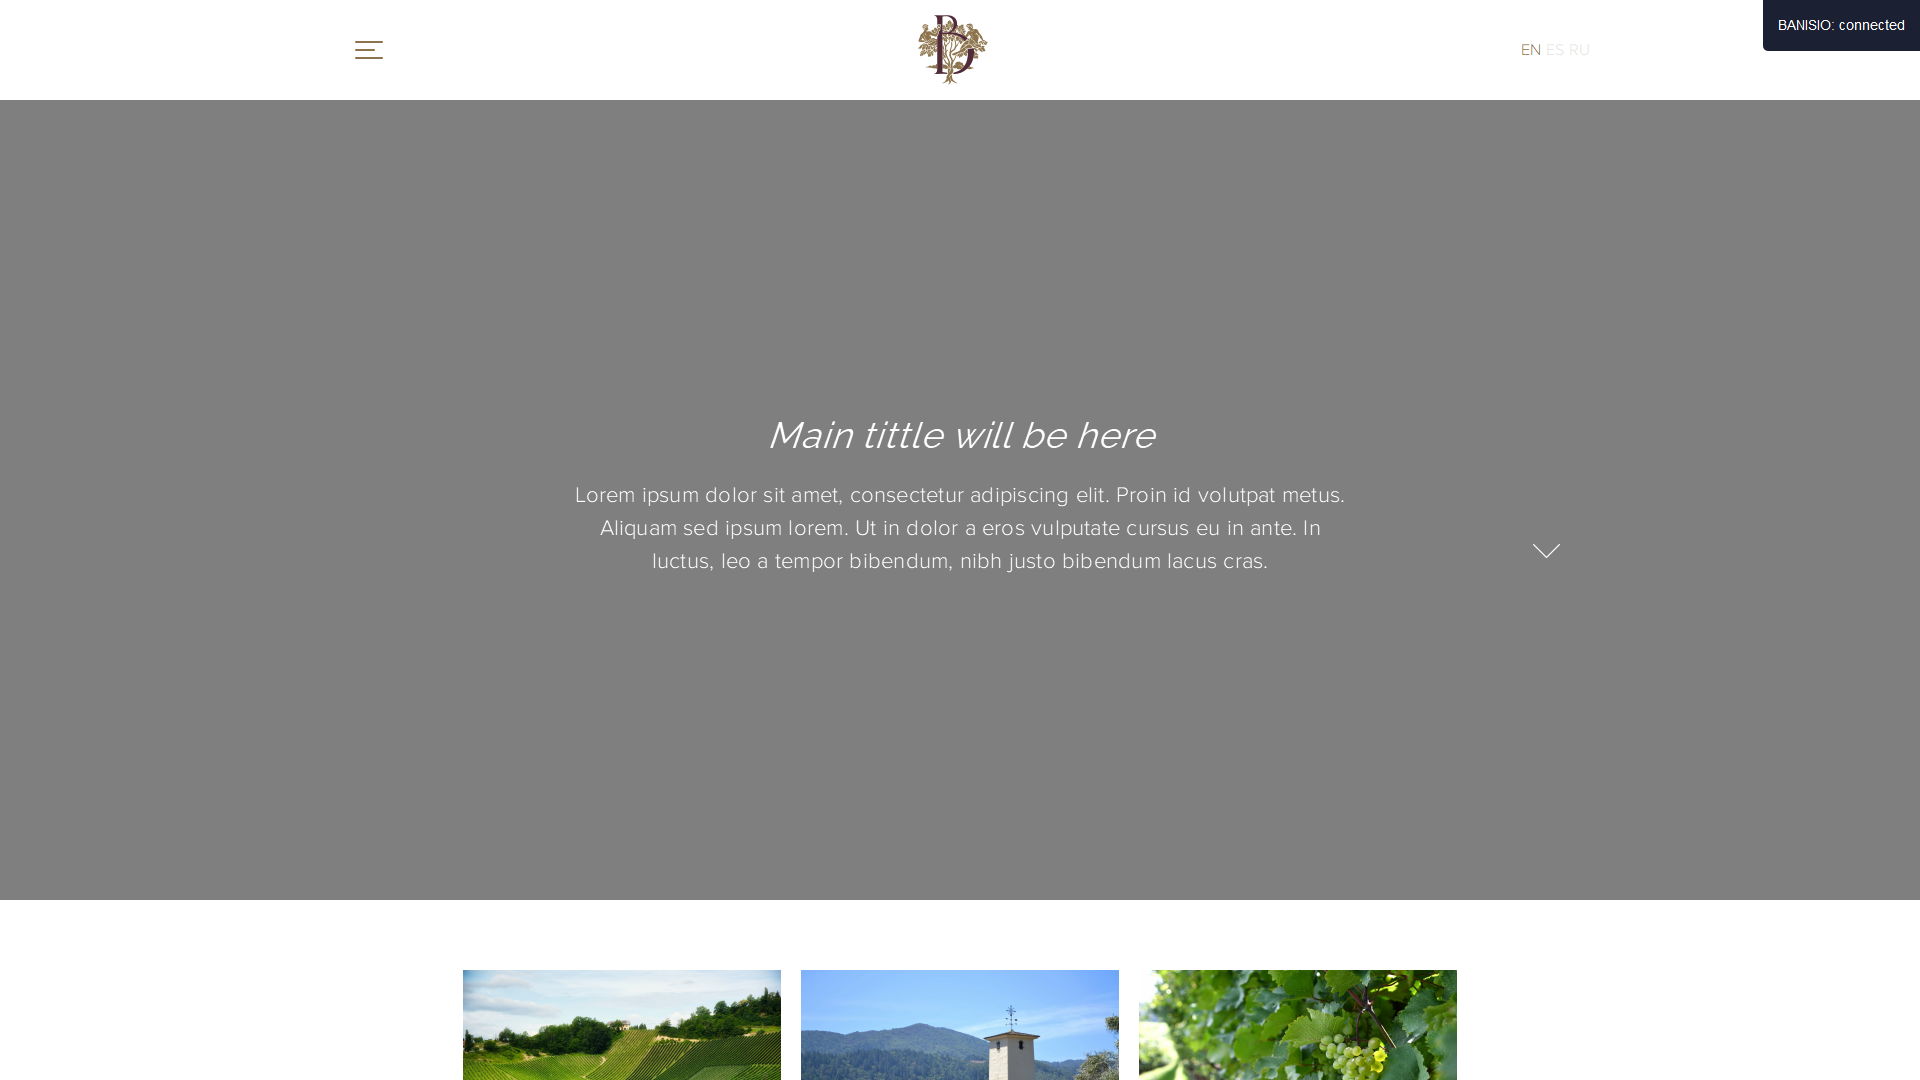 EN ES RU
BANISIO: connected
Main tittle will be here
Lorem ipsum dolor sit amet, consectetur adipiscing elit. Proin id volutpat metus.
Aliquam sed ipsum lorem. Ut in dolor a eros vulputate cursus eu in ante. In
luctus, leo a tempor bibendum, nibh justo bibendum lacus cras.